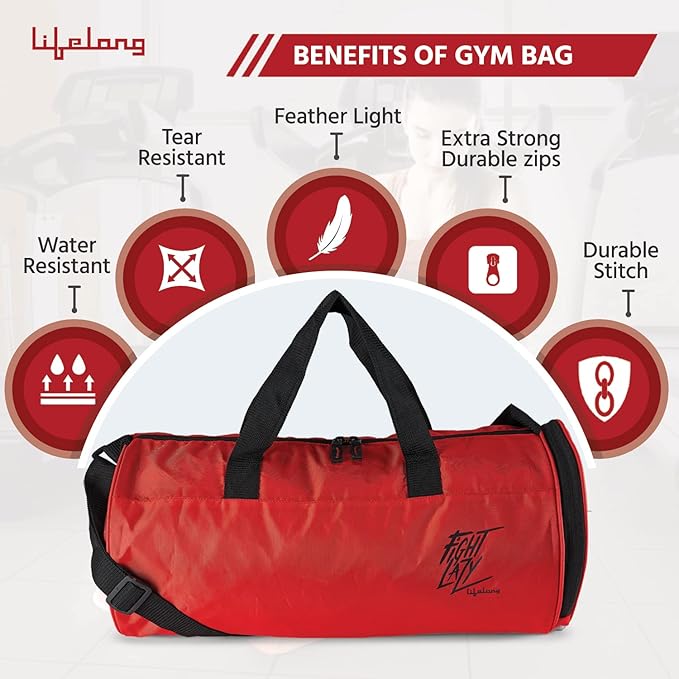 Lifelong
BENEFITS OF GYM BAG
Feather Light
Tear
Resistant
Extra Strong
Durable zips
Water
Resistant
Durable
Stitch
FIGHT
LAZY
Lifelong